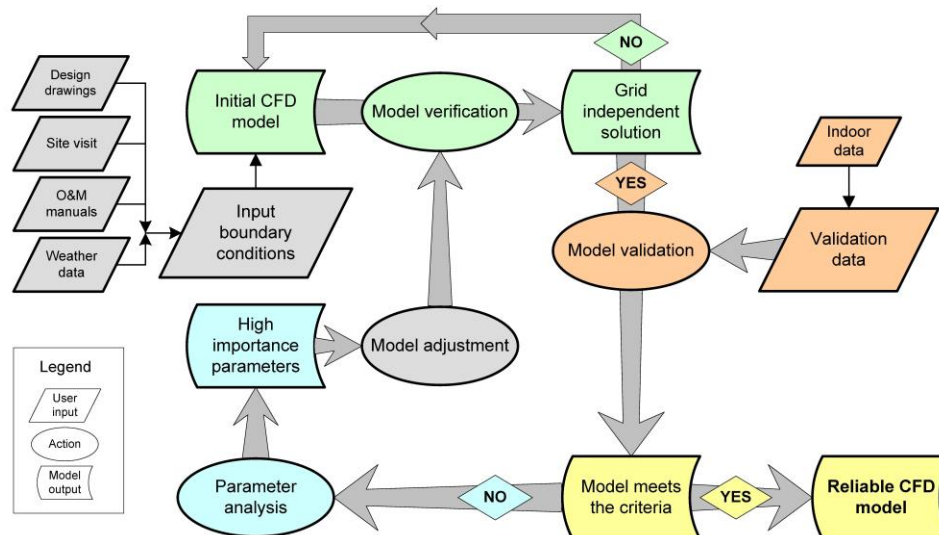 NO
Design
drawings
Site visit
O&M
manuals
Weather
data
Initial CFD
model
Model verification
Grid
independent
solution
YES
Indoor
data
Input
boundary
conditions
Model validation
Validation
data
High
importance
parameters
Model adjustment
Legend
User
input
Action
Model
output
Parameter
analysis
NO
Model meets
the criteria
YES
Reliable CFD
model